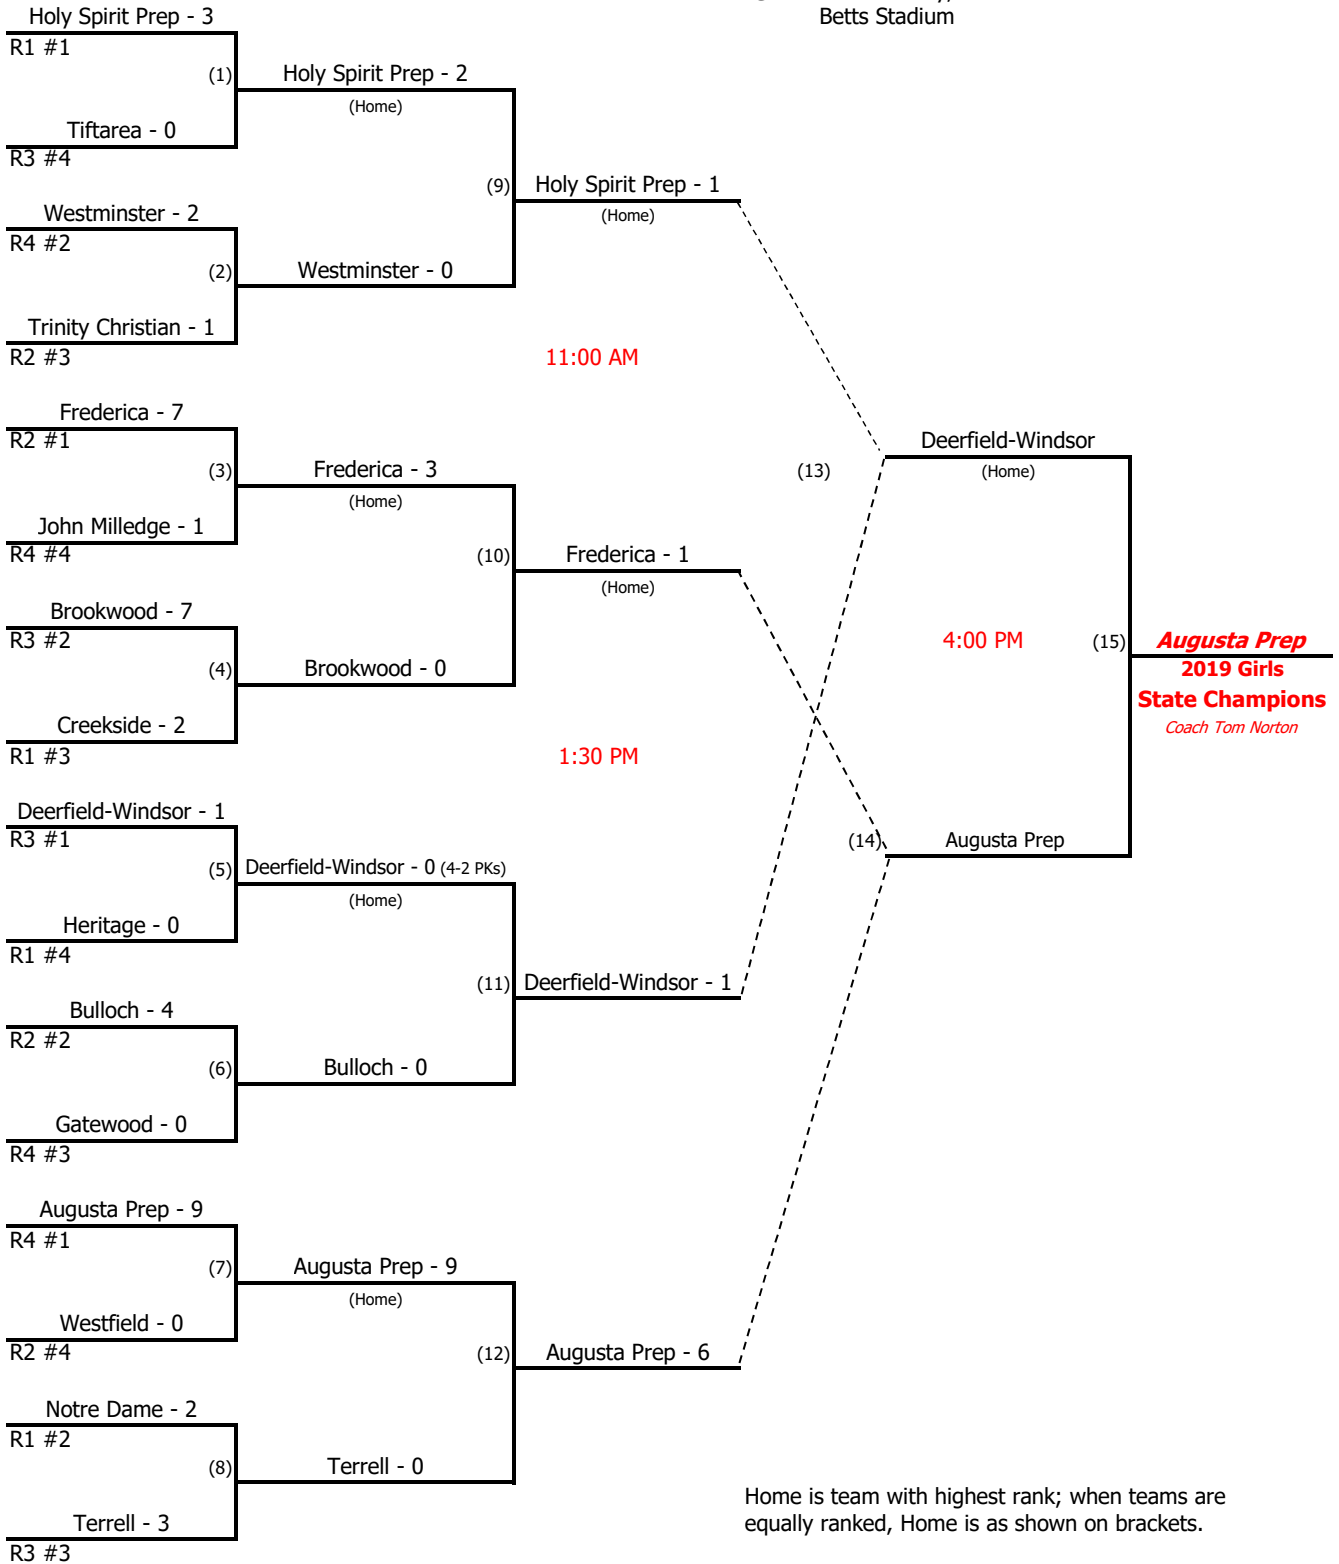 Betts Stadium
Holy Spirit Prep - 3
R1 #1
(1)
Tiftarea - 0
R3 #4
Holy Spirit Prep - 2
(Home)
Westminster - 2
R4 #2
(2)
Trinity Christian - 1
R2 #3
Westminster - 0
(9)
Holy Spirit Prep - 1
(Home)
11:00 AM
Frederica - 7
R2 #1
(3)
John Milledge - 1
R4 #4
Frederica - 3
(Home)
Brookwood - 7
R3 #2
(4)
Creekside - 2
R1 #3
Brookwood - 0
(10)
Frederica - 1
(Home)
1:30 PM
Deerfield-Windsor - 1
R3 #1
(5)
Heritage - 0
R1 #4
Deerfield-Windsor - 0 (4-2 PKs)
(Home)
Bulloch - 4
R2 #2
(6)
Gatewood - 0
R4 #3
Bulloch - 0
(11)
Deerfield-Windsor - 1
Augusta Prep - 9
R4 #1
(7)
Westfield - 0
R2 #4
Augusta Prep - 9
(Home)
Notre Dame - 2
R1 #2
(8)
Terrell - 3
R3 #3
Terrell - 0
(12)
Augusta Prep - 6
(13)
Deerfield-Windsor
(Home)
4:00 PM
(14)
Augusta Prep
(15)
Augusta Prep
2019 Girls
State Champions
Coach Tom Norton
Home is team with highest rank; when teams are
equally ranked, Home is as shown on brackets.